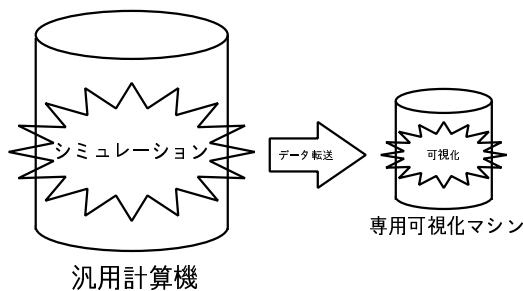 シミュレーション
データ転送
可視化
専用可視化マシン
汎用計算機